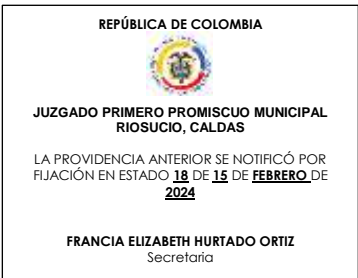 REPÚBLICA DE COLOMBIA
JUZGADO PRIMERO PROMISCUO MUNICIPAL
RIOSUCIO, CALDAS
LA PROVIDENCIA ANTERIOR SE NOTIFICÓ POR
FIJACIÓN EN ESTADO 18 DE 15 DE FEBRERO DE
2024
FRANCIA ELIZABETH HURTADO ORTIZ
Secretaria